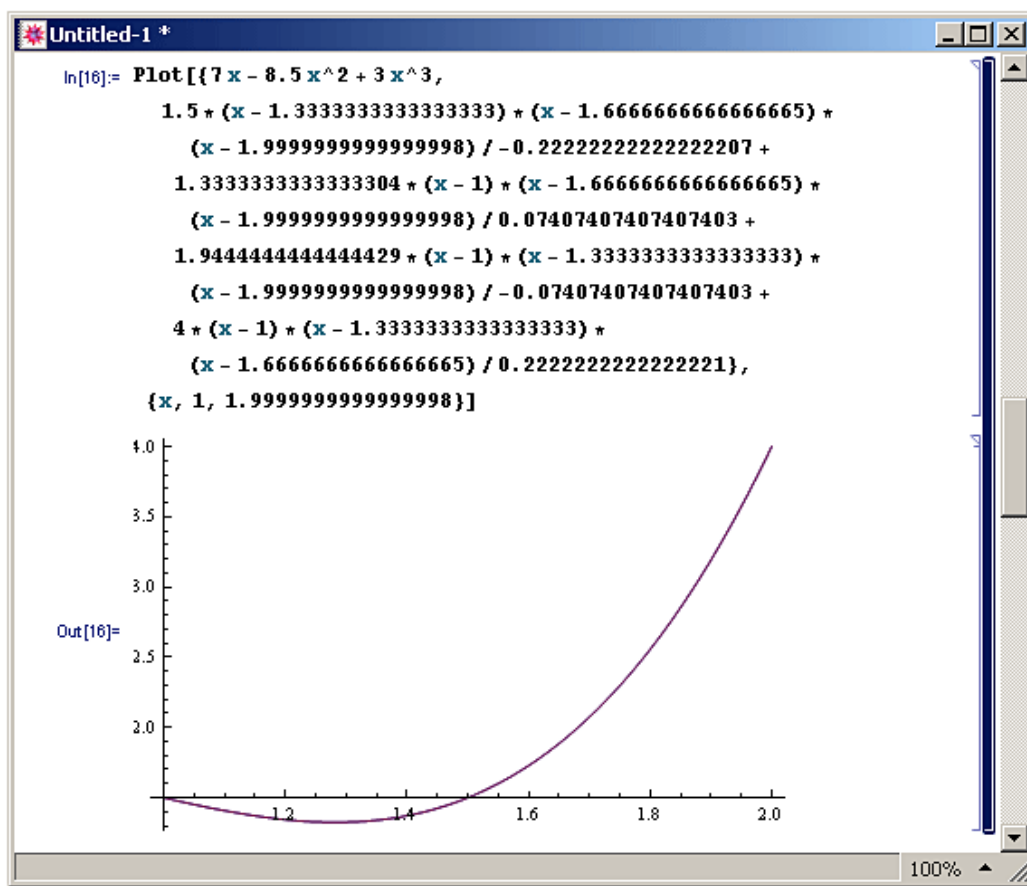 Untitled-1 *
In[16]:= Plot[{7 x - 8.5 x^2 + 3 x^3,
1.5 * (x - 1.3333333333333333) * (x - 1.6666666666666665) *
(x - 1.9999999999999998) / -0.22222222222222207 +
1.3333333333333304 * (x - 1) * (x - 1.6666666666666665) *
(x - 1.9999999999999998) / 0.07407407407407403 +
1.9444444444444429 * (x - 1) * (x - 1.3333333333333333) *
(x - 1.9999999999999998) / -0.07407407407407403 +
4 * (x - 1) * (x - 1.3333333333333333) *
(x - 1.6666666666666665) / 0.2222222222222221},
{x, 1, 1.9999999999999998}]
4.0
3.5
3.0
Out[16]=
2.5
2.0
1.2 1.4 1.6 1.8 2.0
100%